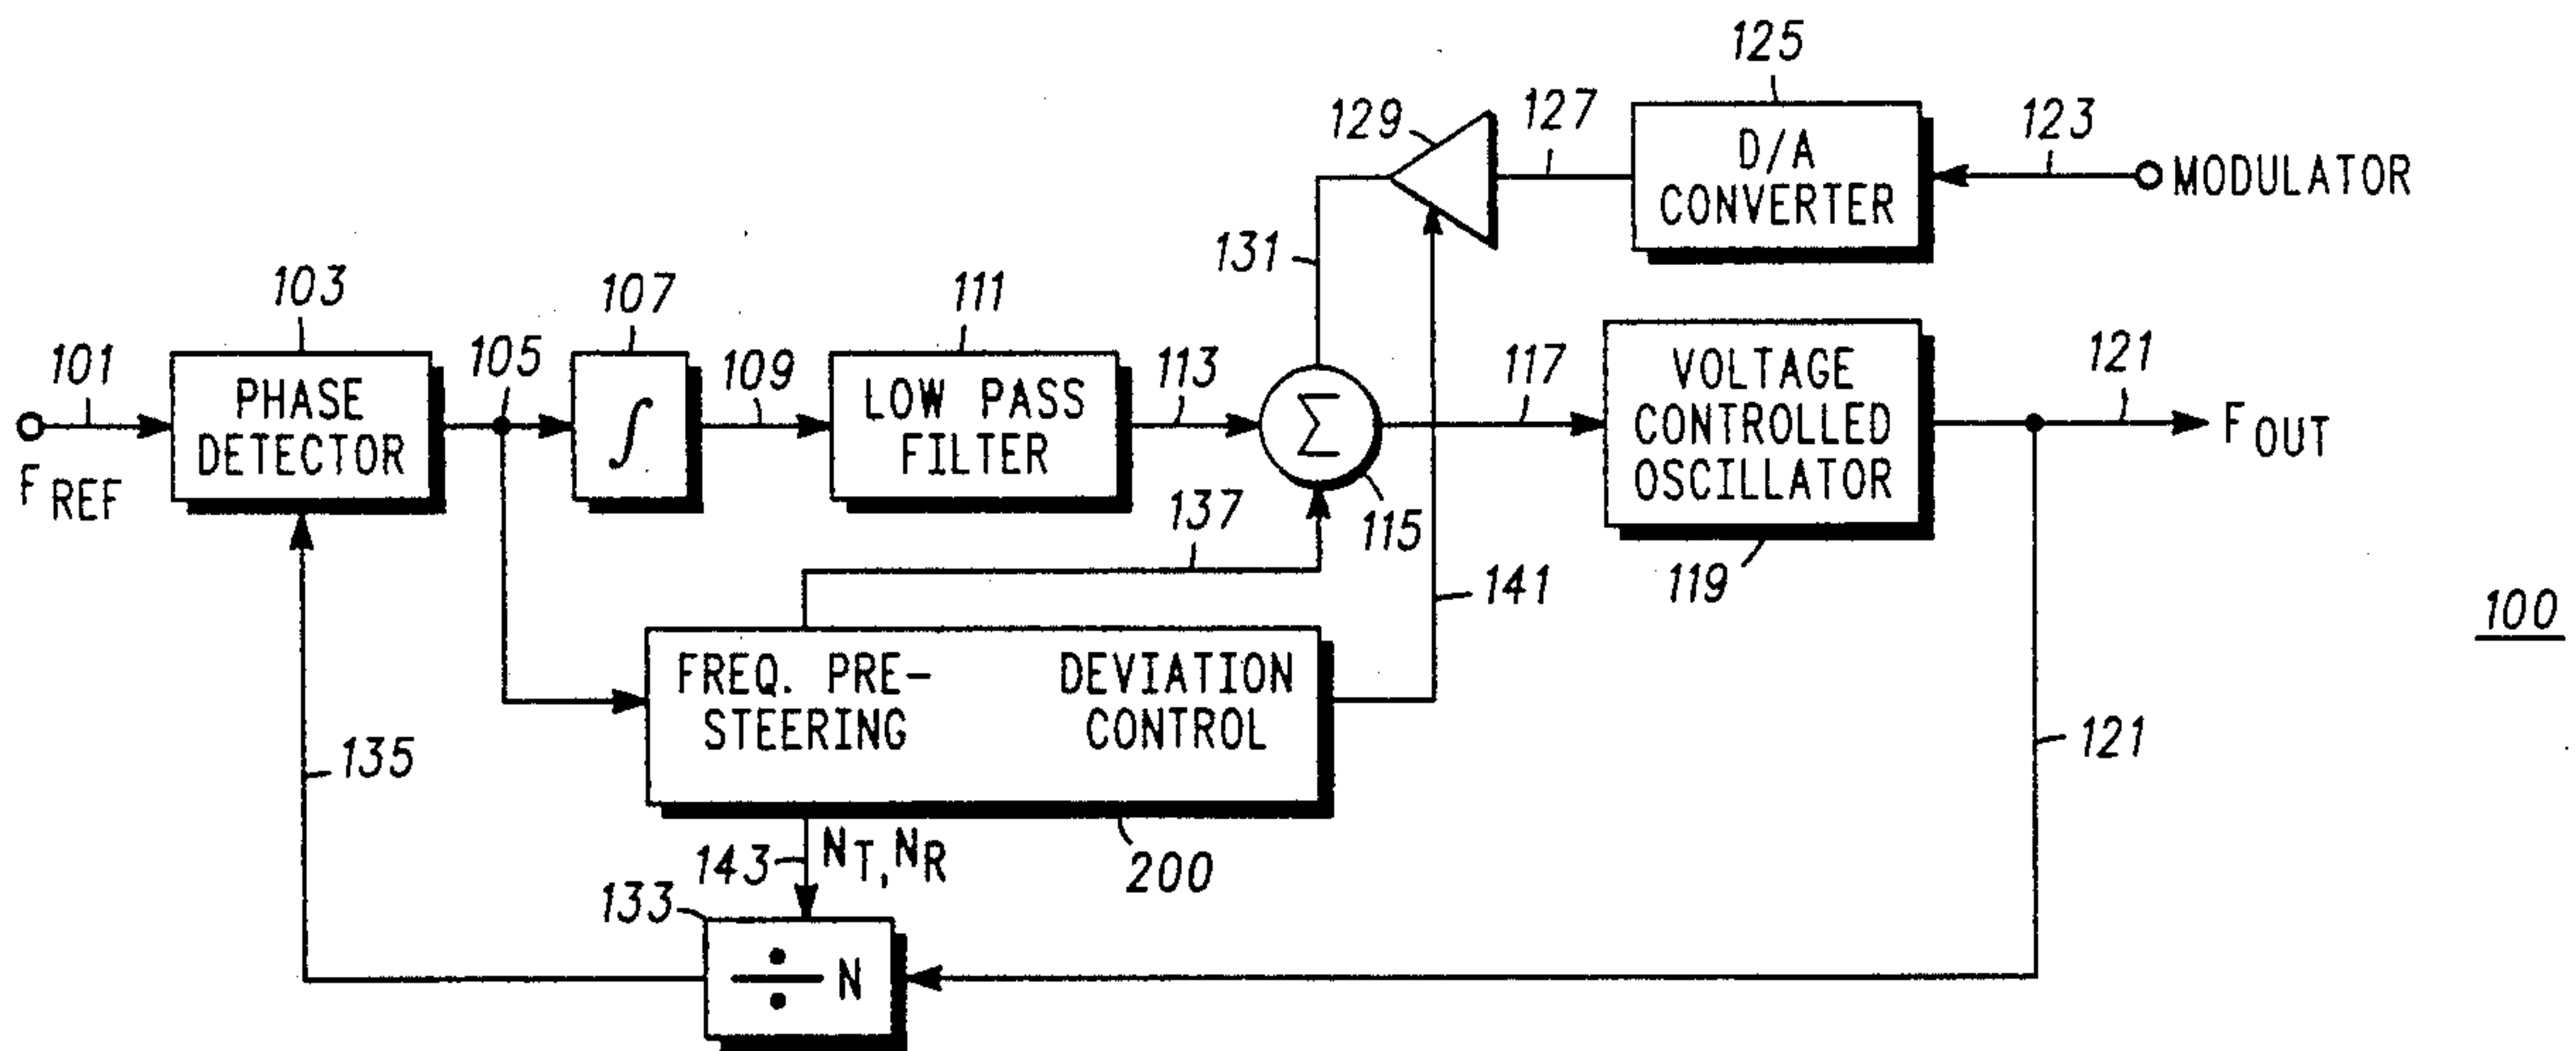 125
129
127
D/A
CONVERTER
123
MODULATOR
131
103
107
111
101
PHASE
DETECTOR
105
∫
109
LOW PASS
FILTER
113
Σ
117
VOLTAGE
CONTROLLED
OSCILLATOR
121
F OUT
F REF
137
115
119
141
100
FREQ. PRE-
STEERING
DEVIATION
CONTROL
135
121
143
NT, NR
200
133
÷ N